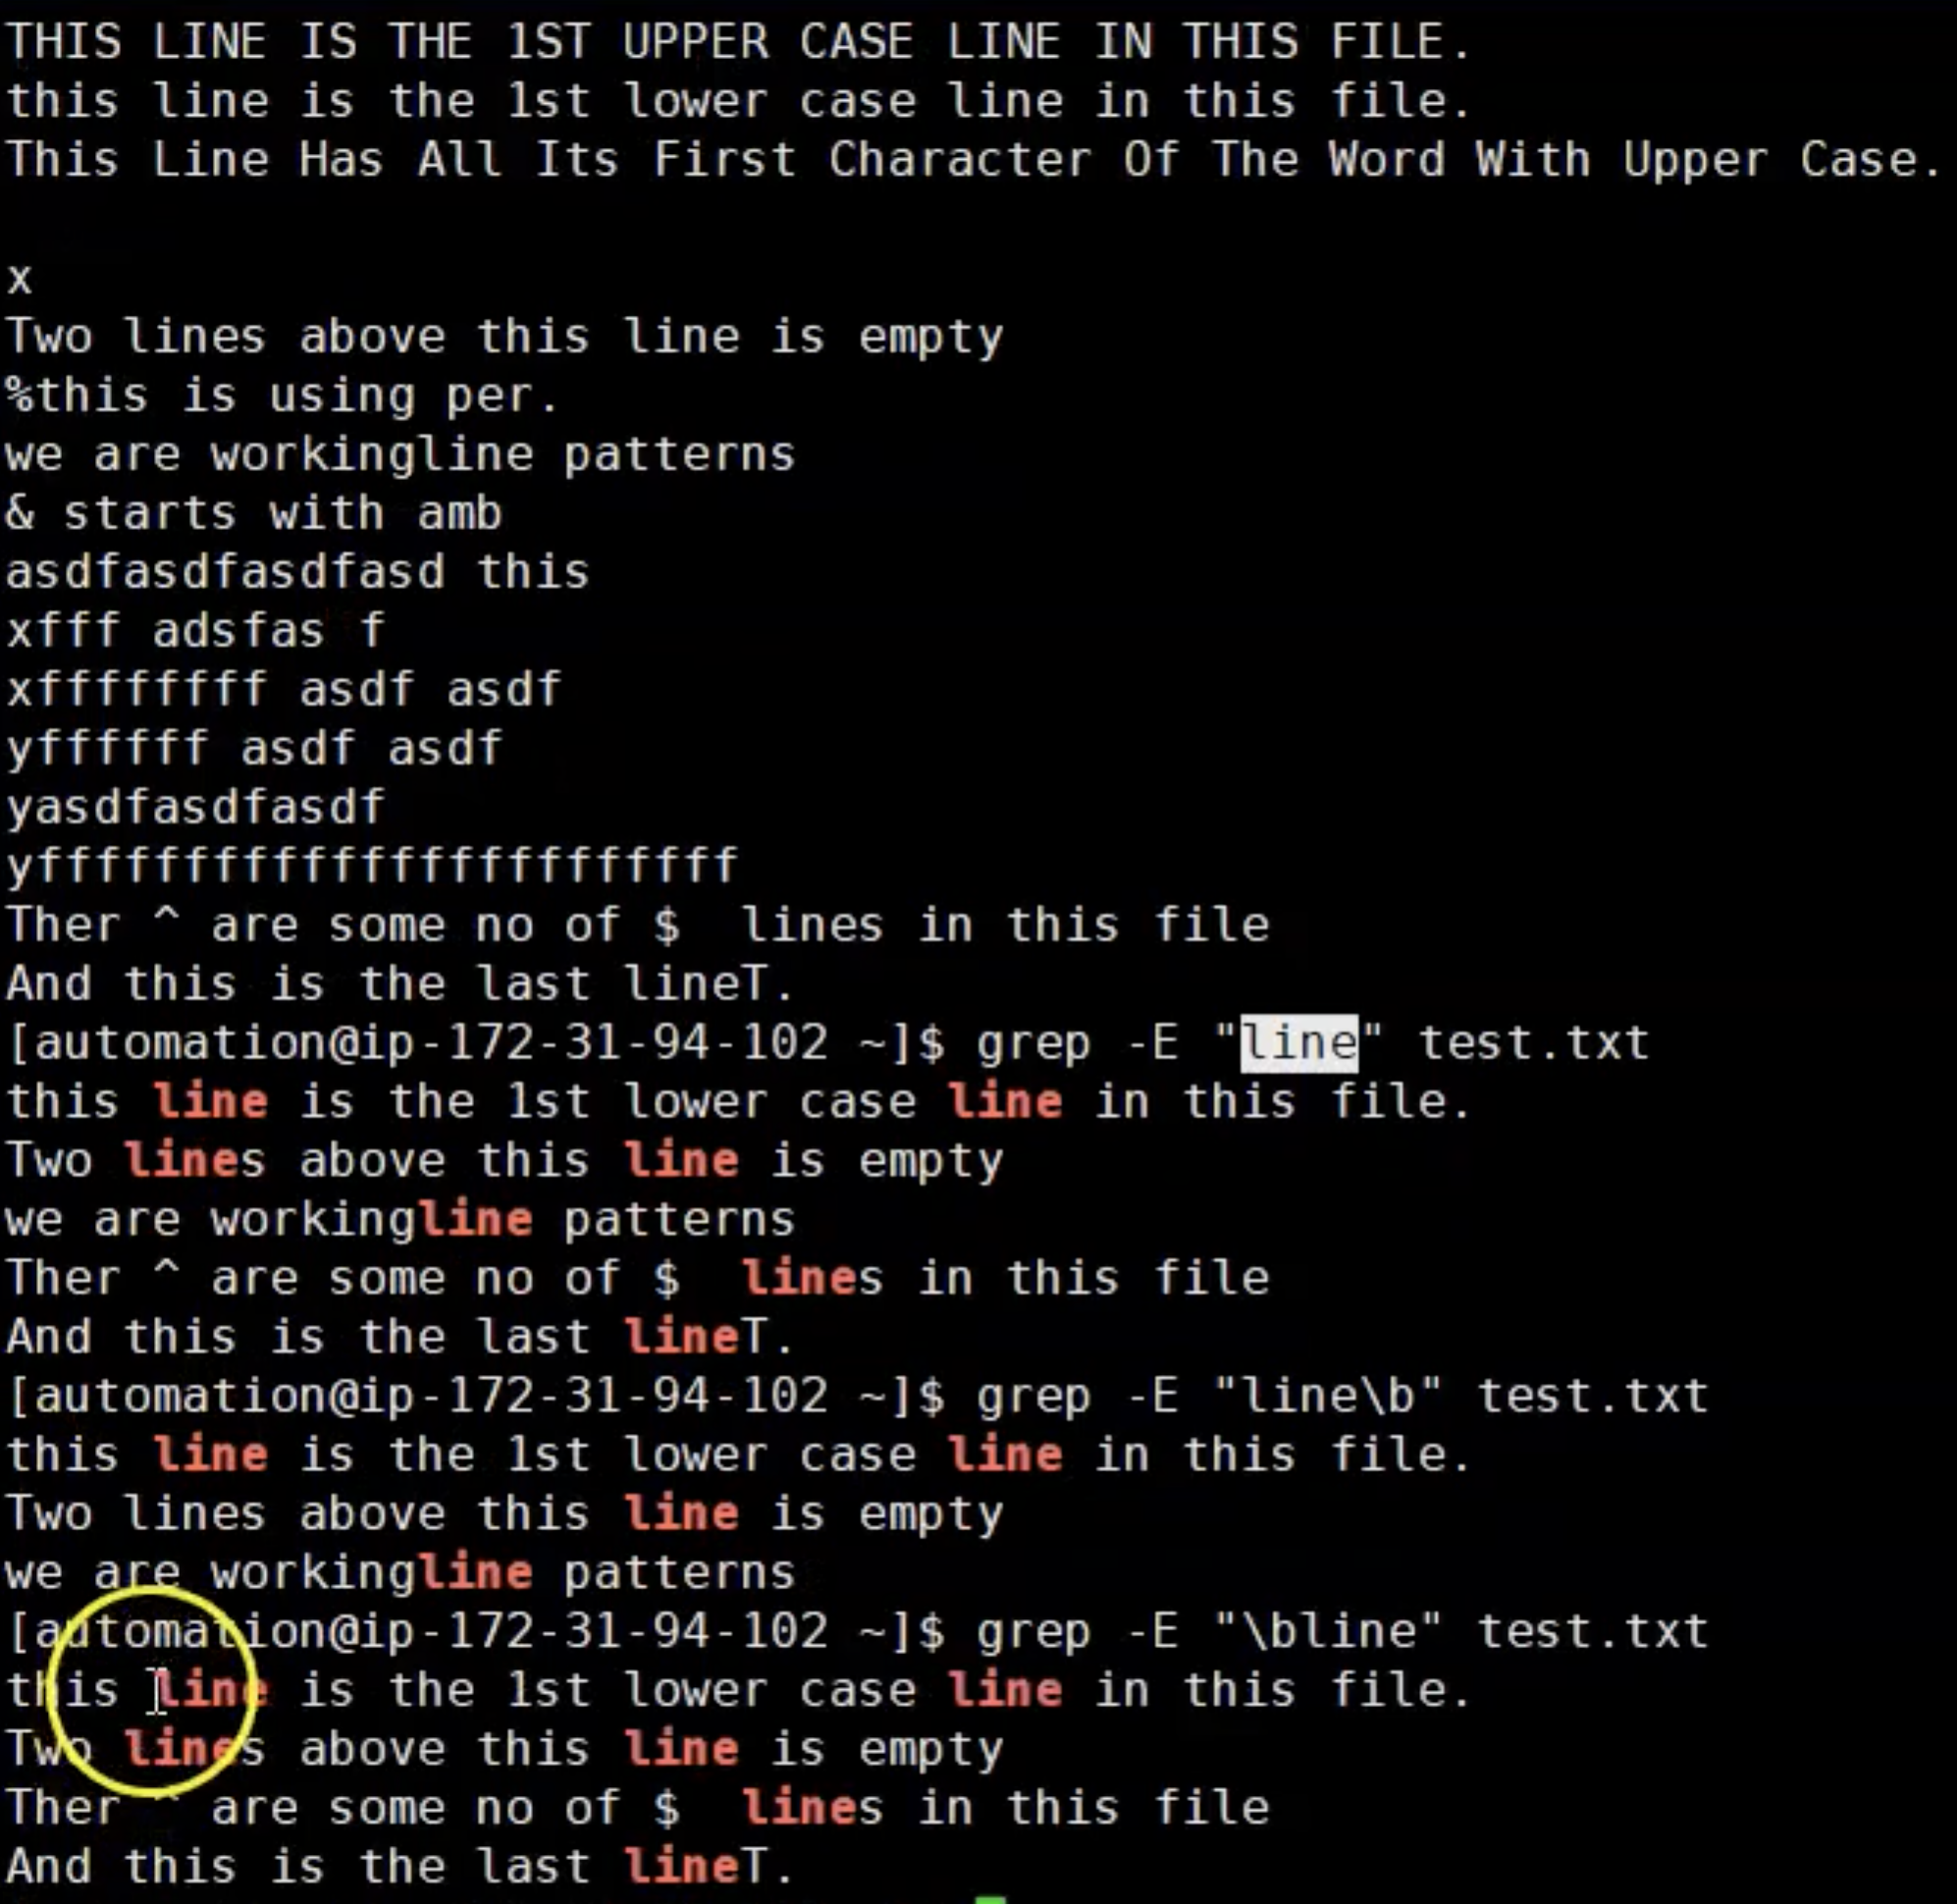 THIS LINE IS THE 1ST UPPER CASE LINE IN THIS FILE.
this line is the 1st lower case line in this file.
This Line Has All Its First Character Of The Word With Upper Case.
x
Two lines above this line is empty
%this is using per.
we are workingline patterns
& starts with amb
asdfasdfasdfasd this
xfff adsfas f
xffffffff asdf asdf
yffffff asdf asdf
yasdfasdfasdf
yffffffffffffffffffffffff
Ther ^ are some no of $  lines in this file
And this is the last lineT.
[automation@ip-172-31-94-102 ~]$ grep -E "line" test.txt
this line is the 1st lower case line in this file.
Two lines above this line is empty
we are workingline patterns
Ther ^ are some no of $  lines in this file
And this is the last lineT.
[automation@ip-172-31-94-102 ~]$ grep -E "line\b" test.txt
this line is the 1st lower case line in this file.
Two lines above this line is empty
we are workingline patterns
[automation@ip-172-31-94-102 ~]$ grep -E "\bline" test.txt
this line is the 1st lower case line in this file.
Two lines above this line is empty
Ther ^ are some no of $  lines in this file
And this is the last lineT.